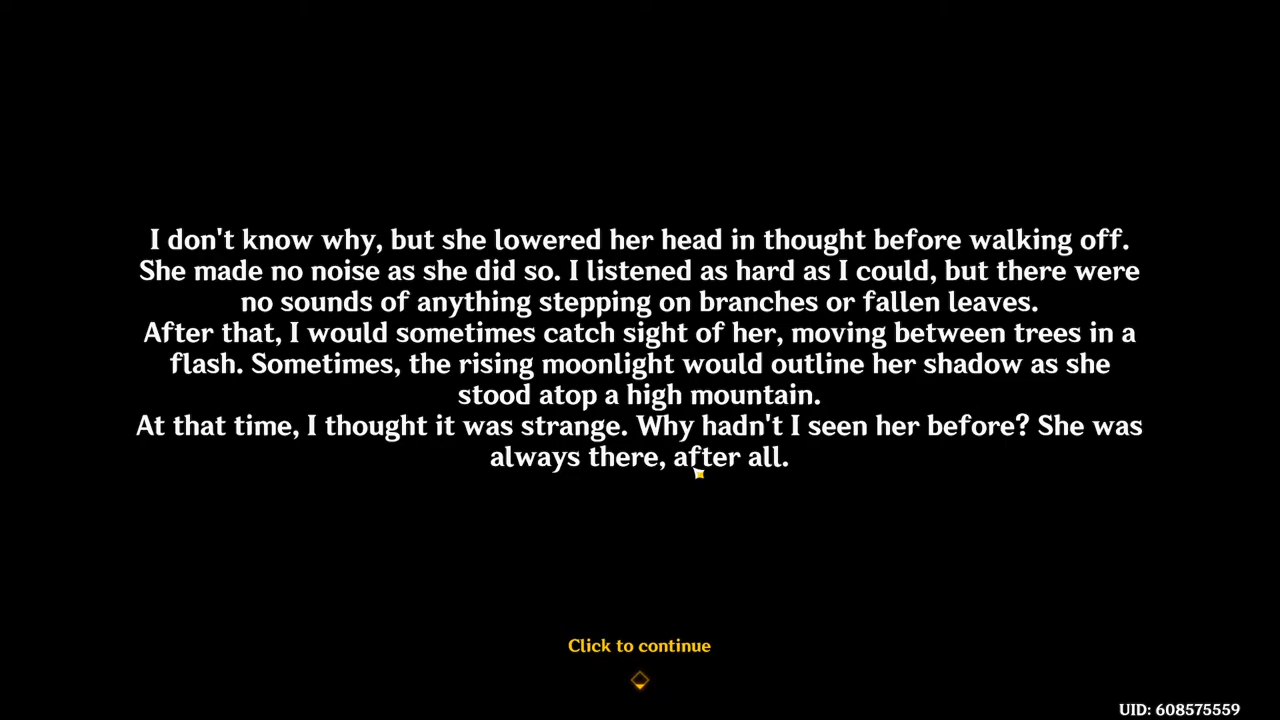 I don't know why, but she lowered her head in thought before walking off.
She made no noise as she did so. I listened as hard as I could, but there were
no sounds of anything stepping on branches or fallen leaves.
After that, I would sometimes catch sight of her, moving between trees in a
flash. Sometimes, the rising moonlight would outline her shadow as she
stood atop a high mountain.
At that time, I thought it was strange. Why hadn't I seen her before? She was
always there, after all.
Click to continue
UID: 608575559